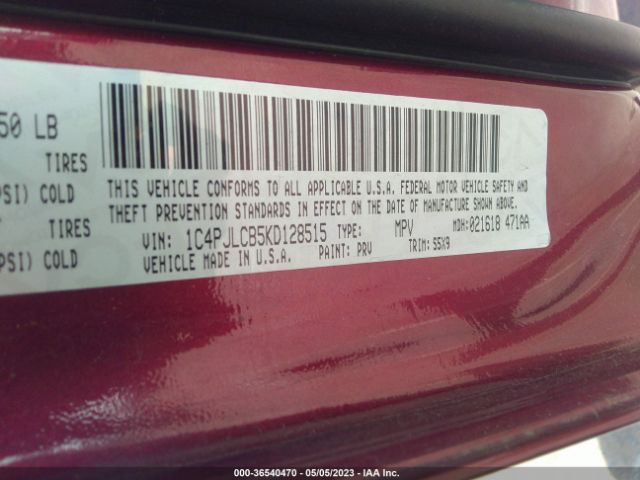 50 LB
TIRES
PSI) COLD
TIRES
PSI) COLD
THIS VEHICLE CONFORMS TO ALL APPLICABLE U.S.A. FEDERAL MOTOR VEHICLE SAFETY AND
THEFT PREVENTION STANDARDS IN EFFECT ON THE DATE OF MANUFACTURE SHOWN ABOVE.
VIN: 1C4PJLCB5KD128515 TYPE: MPV MDH:021618 471AA
VEHICLE MADE IN U.S.A. PAINT: PRV TRIM: S5X9
000-36540470 - 05/05/2023 - IAA Inc.